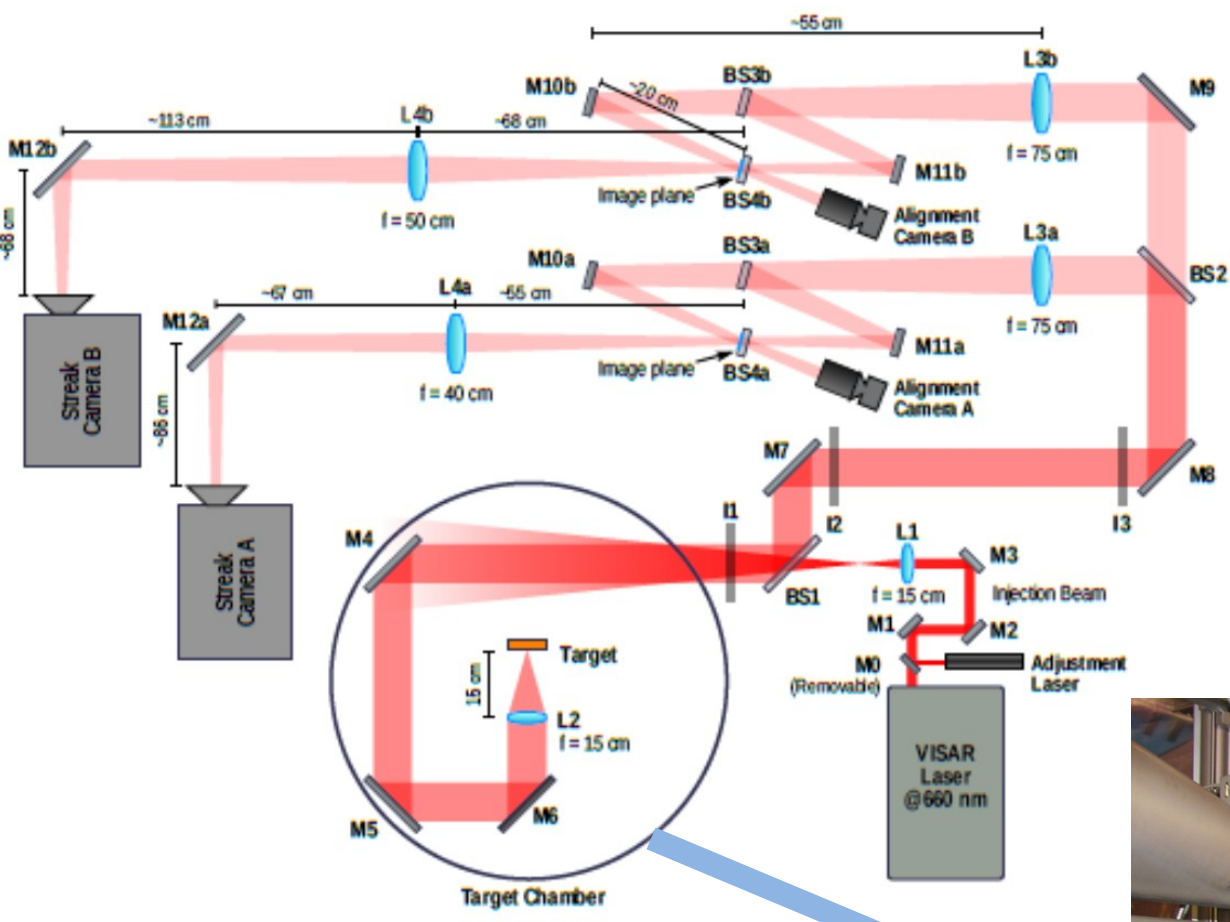 ~55 cm
L3b
M10b
BS3b
M9
~20 cm
~113 cm
L4b
~68 cm
M12b
f = 75 cm
M11b
Image plane
BS4b
f = 50 cm
Alignment
Camera B
~68 cm
M10a
BS3a
L3a
BS2
~67 cm
L4a
~55 cm
M12a
f = 75 cm
M11a
Image plane
BS4a
f = 40 cm
Alignment
Camera A
Streak
Camera B
~86 cm
M7
M8
I1
I2
I3
L1
M4
M3
BS1
f = 15 cm
Injection Beam
Streak
Camera A
M1
M2
Target
M0
(Removable)
Adjustment
Laser
15 cm
L2
f = 15 cm
VISAR
Laser
@660 nm
M5
M6
Target Chamber